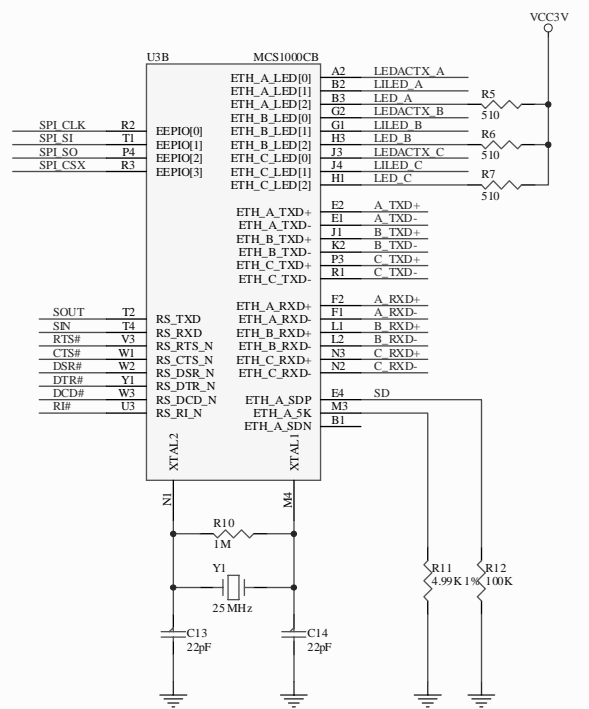 VCC3V
U3B MCS1000CB
ETH_A_LED[0] A2 LEDACTX_A
ETH_A_LED[1] B2 LILED_A
ETH_A_LED[2] B3 LED_A R5 510
ETH_B_LED[0] G2 LEDACTX_B
SPI_CLK R2 EEPIO[0] ETH_B_LED[1] G1 LILED_B
SPI_SI T1 EEPIO[1] ETH_B_LED[2] H3 LED_B R6 510
SPI_SO P4 EEPIO[2] ETH_C_LED[0] J3 LEDACTX_C
SPI_CSX R3 EEPIO[3] ETH_C_LED[1] J4 LILED_C
ETH_C_LED[2] H1 LED_C R7 510
ETH_A_TXD+ E2 A_TXD+
ETH_A_TXD- E1 A_TXD-
ETH_B_TXD+ J1 B_TXD+
ETH_B_TXD- K2 B_TXD-
ETH_C_TXD+ P3 C_TXD+
ETH_C_TXD- R1 C_TXD-
ETH_A_RXD+ F2 A_RXD+
SOUT T2 RS_TXD ETH_A_RXD- F1 A_RXD-
SIN T4 RS_RXD ETH_B_RXD+ L1 B_RXD+
RTS# V3 RS_RTS_N ETH_B_RXD- L2 B_RXD-
CTS# W1 RS_CTS_N ETH_C_RXD+ N3 C_RXD+
DSR# W2 RS_DSR_N ETH_C_RXD- N2 C_RXD-
DTR# Y1 RS_DTR_N
DCD# W3 RS_DCD_N ETH_A_SDP E4 SD
RI# U3 RS_RI_N ETH_A_5K M3
ETH_A_SDN B1
XTAL2 XTAL1
N1 M4
R10
1M
Y1 R11 R12
25MHz 4.99K 1% 100K
C13 C14
22pF 22pF